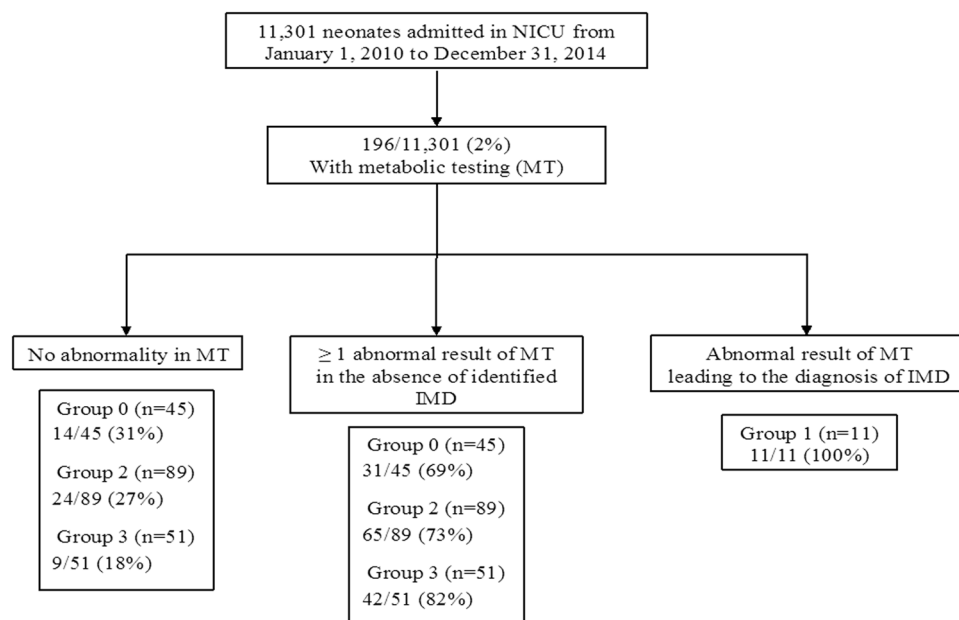 11,301 neonates admitted in NICU from
January 1, 2010 to December 31, 2014
196/11,301 (2%)
With metabolic testing (MT)
No abnormality in MT
Group 0 (n=45)
14/45 (31%)
Group 2 (n=89)
24/89 (27%)
Group 3 (n=51)
9/51 (18%)
≥ 1 abnormal result of MT
in the absence of identified
IMD
Group 0 (n=45)
31/45 (69%)
Group 2 (n=89)
65/89 (73%)
Group 3 (n=51)
42/51 (82%)
Abnormal result of MT
leading to the diagnosis of IMD
Group 1 (n=11)
11/11 (100%)